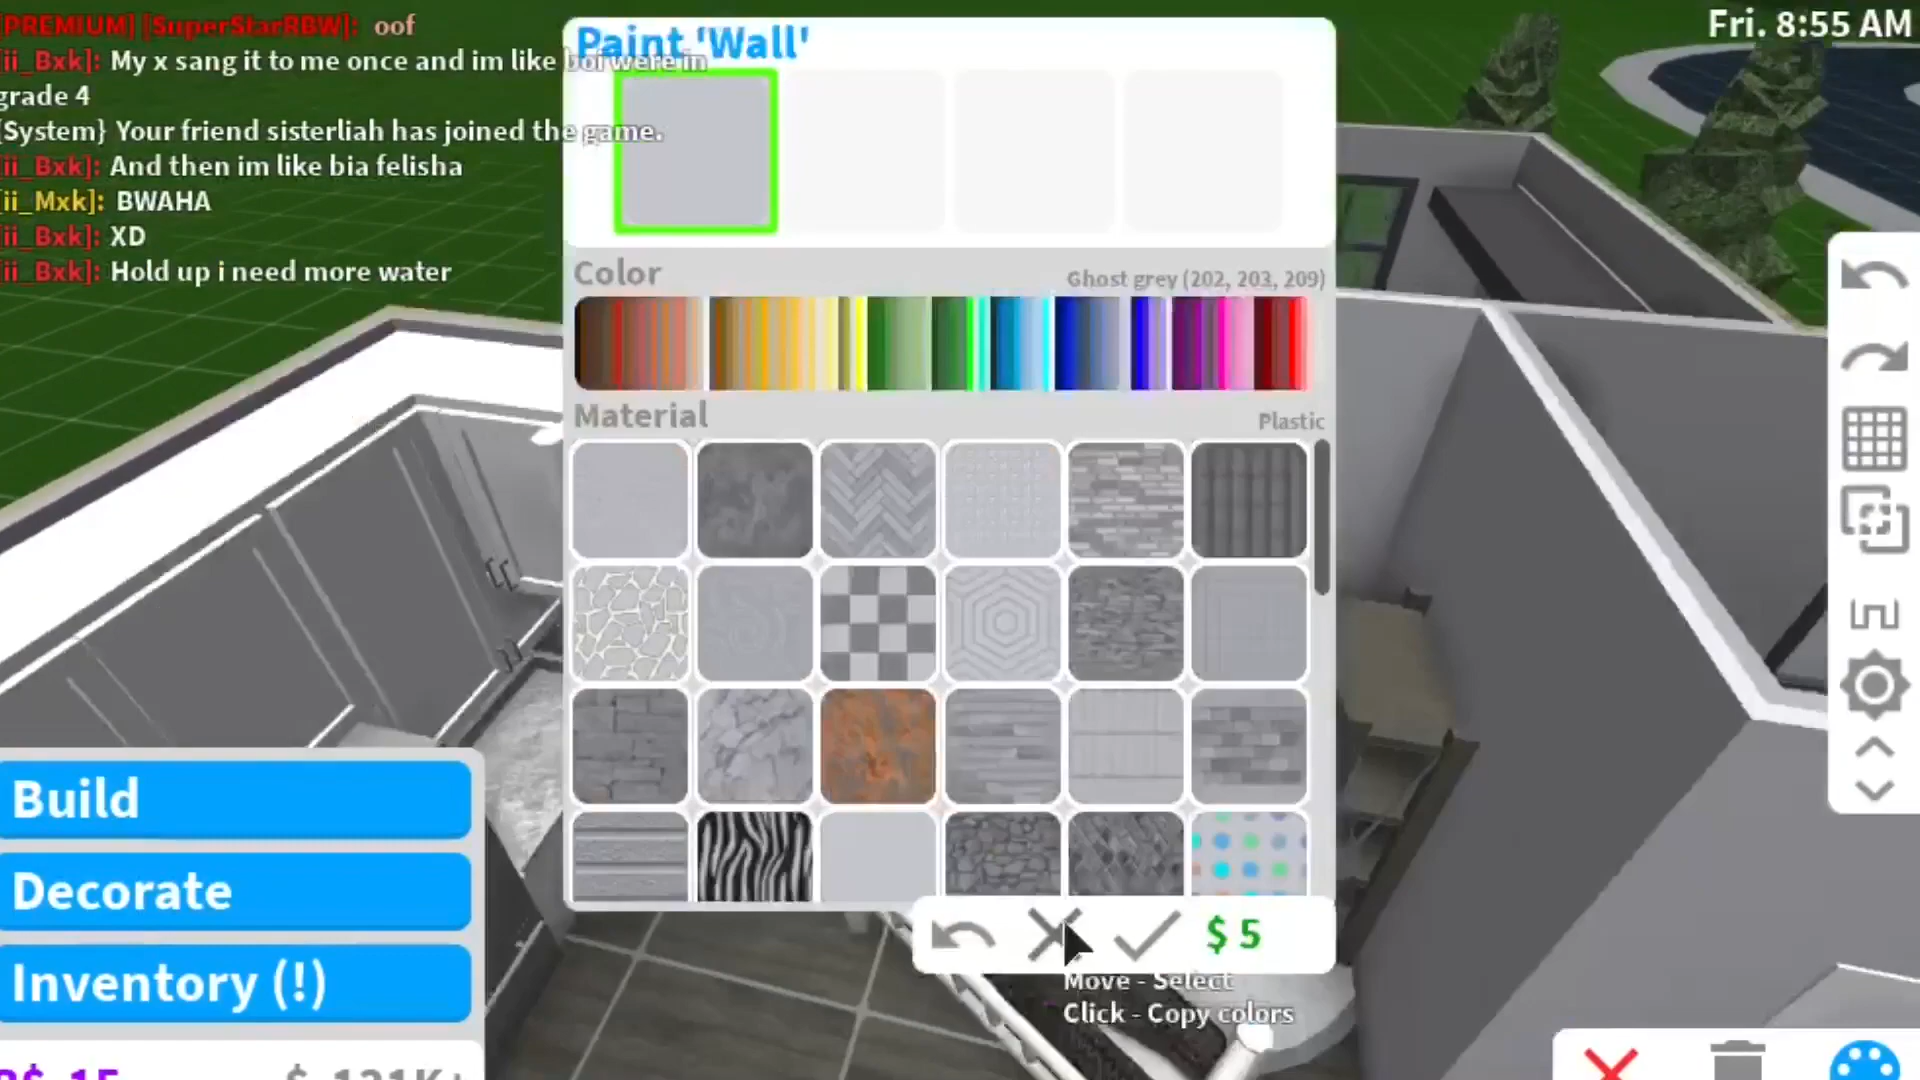 [PREMIUM] [SuperStarRBW]: oof
[ii_Bxk]: My x sang it to me once and im like boi were in
grade 4
{System} Your friend sisterliah has joined the game.
[ii_Bxk]: And then im like bia felisha
[ii_Mxk]: BWAHA
[ii_Bxk]: XD
[ii_Bxk]: Hold up i need more water
Paint 'Wall'
Fri. 8:55 AM
Color
Ghost grey (202, 203, 209)
Material
Plastic
Build
Decorate
Inventory (!)
$ 5
Move - Select
Click - Copy colors
$ 121K+